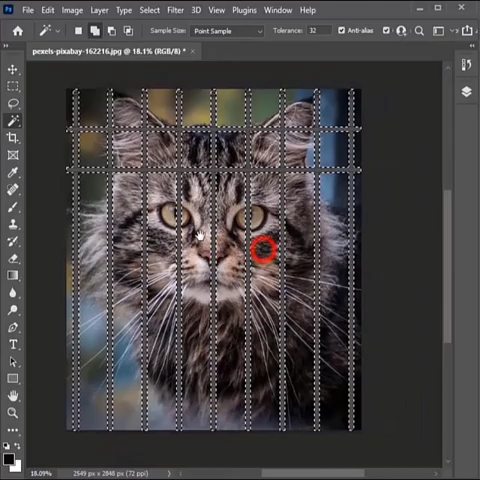 Ps File Edit Image Layer Type Select Filter 3D View Plugins Window Help
Sample Size: Point Sample Tolerance: 32 Anti-alias
pexels-pixabay-162216.jpg @ 18.1% (RGB/8) *
T
18.09% 2549 px x 2846 px (72 ppi)